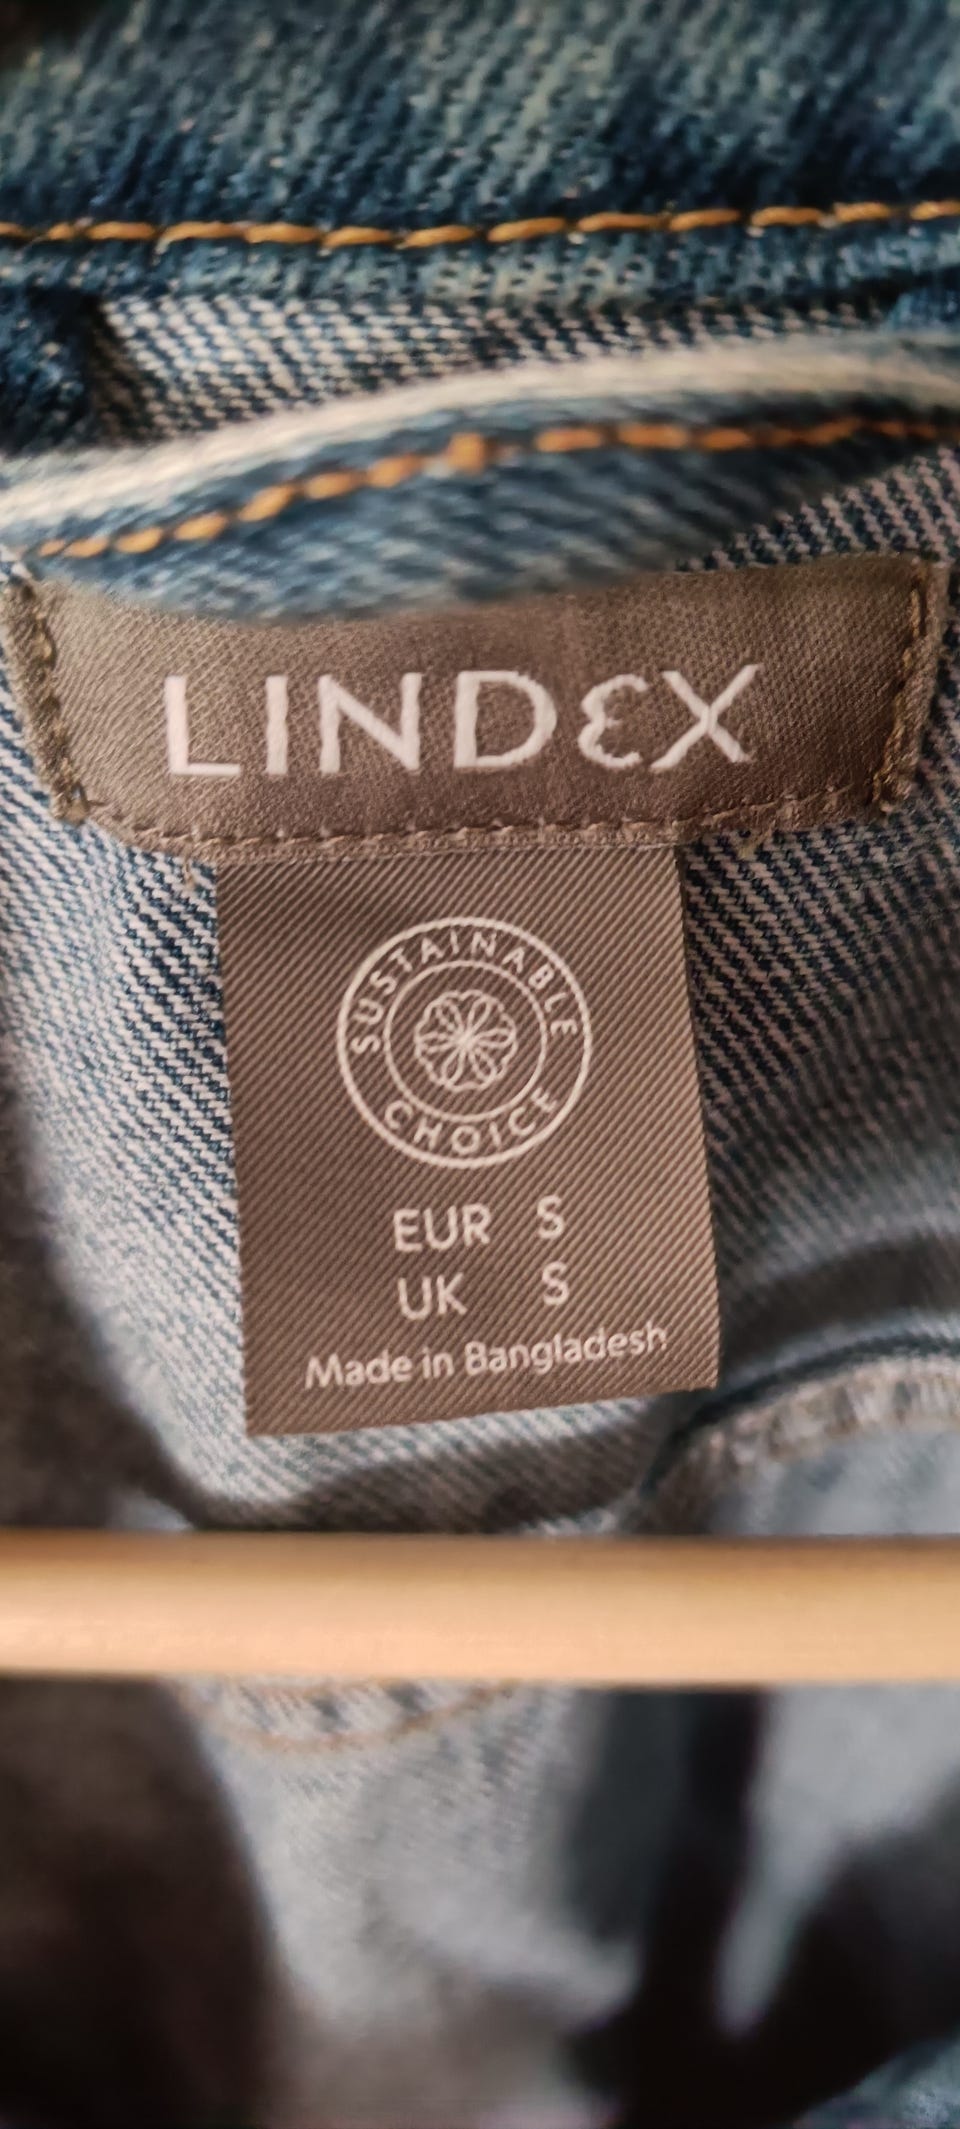 LINDEX
SUSTAINABLE
CHOICE
EUR S
UK S
Made in Bangladesh